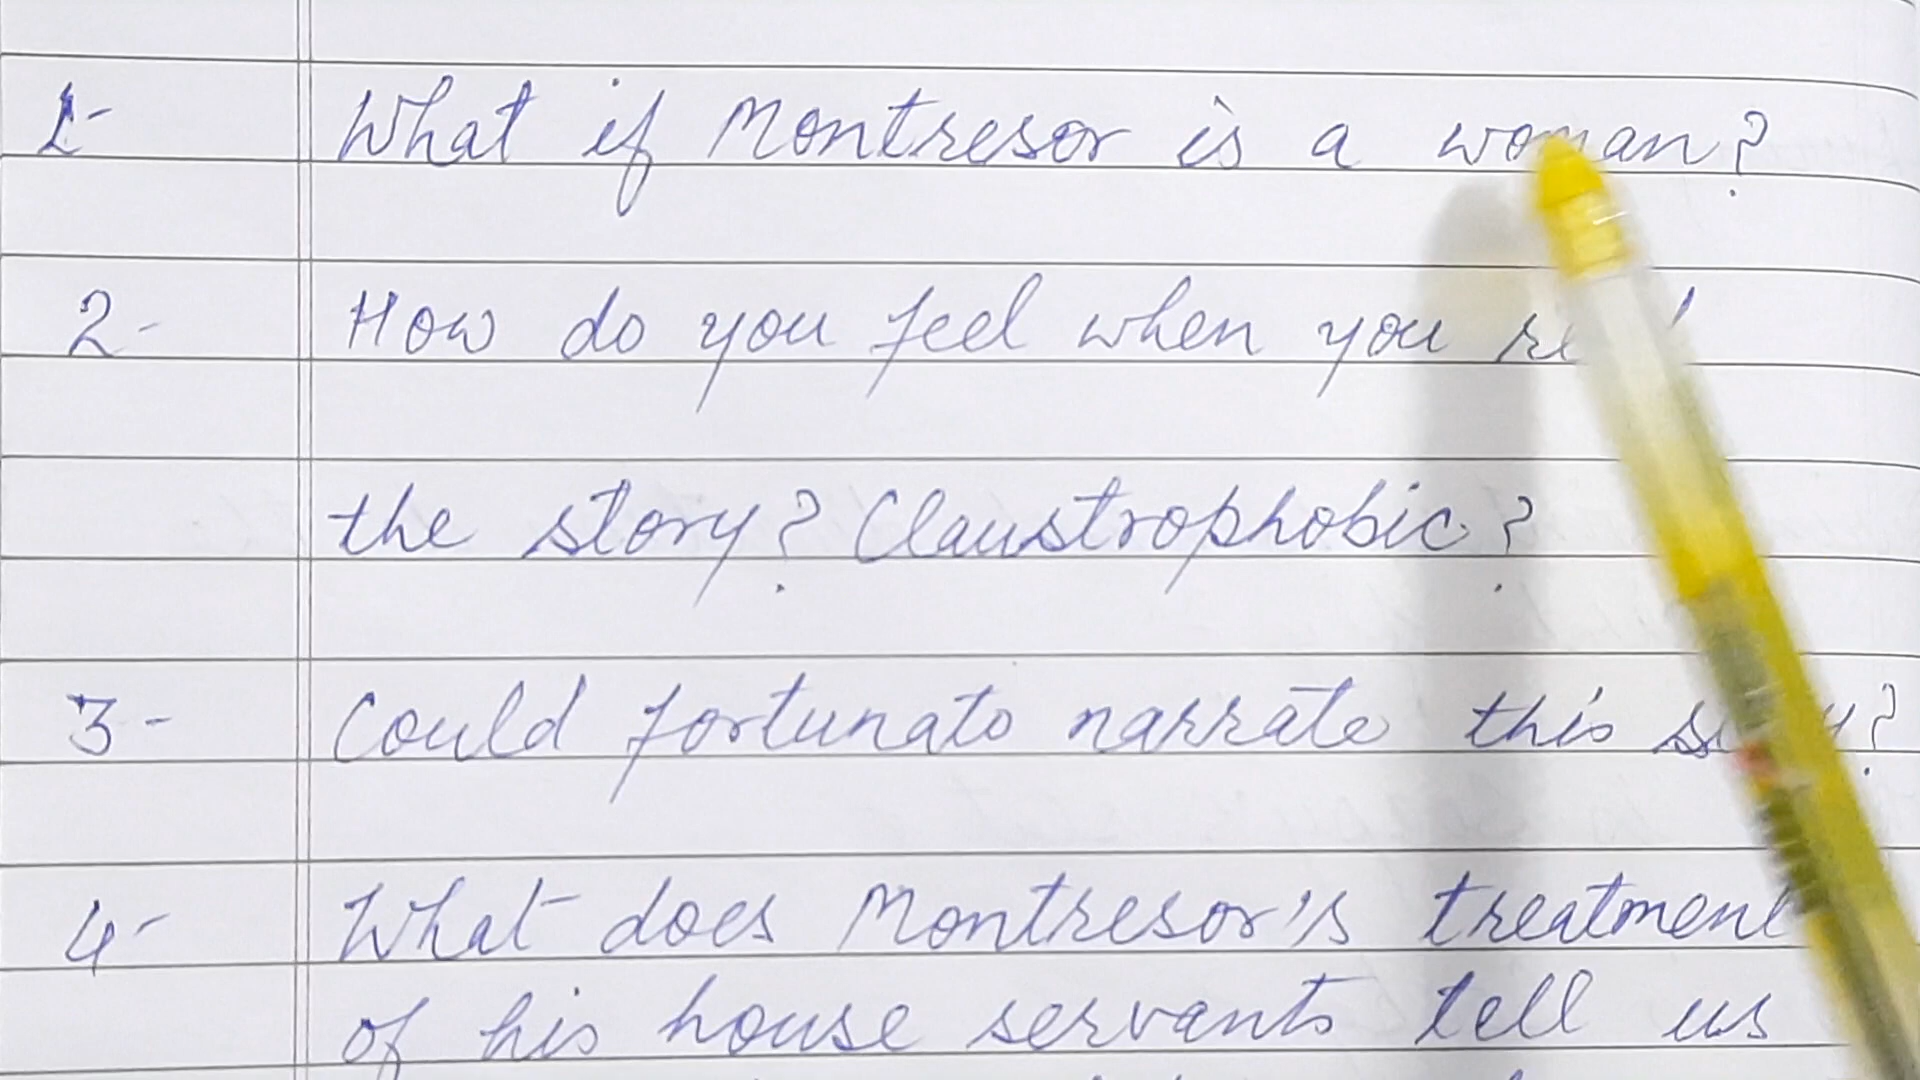 1- What if Montresor is a woman?
2- How do you feel when you
the story? Claustrophobic?
3- Could fortunato narrate this
4- What does Montresor's treatment
of his house servants tell us